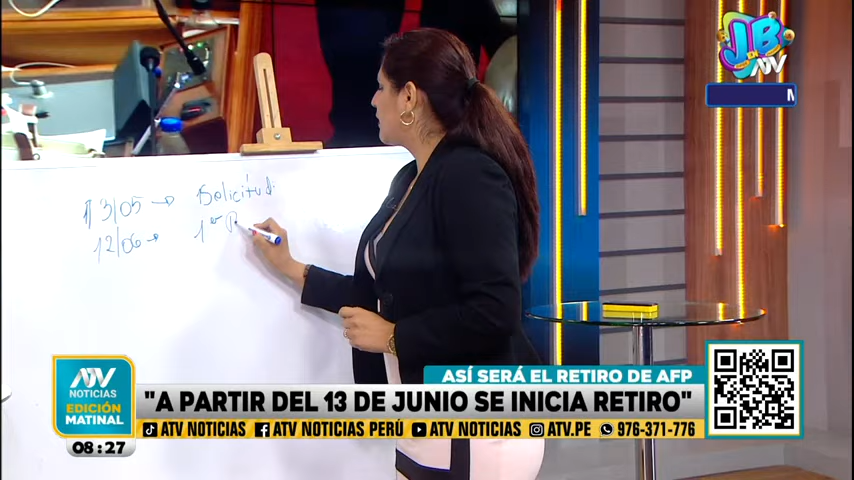 JB
ATV
N
13/05 → Solicitud:
12/06 → 1er P
ATV
NOTICIAS
EDICIÓN
MATINAL
08:27
ASÍ SERÁ EL RETIRO DE AFP
"A PARTIR DEL 13 DE JUNIO SE INICIA RETIRO"
ATV NOTICIAS ATV NOTICIAS PERÚ ATV NOTICIAS ATV.PE 976-371-776